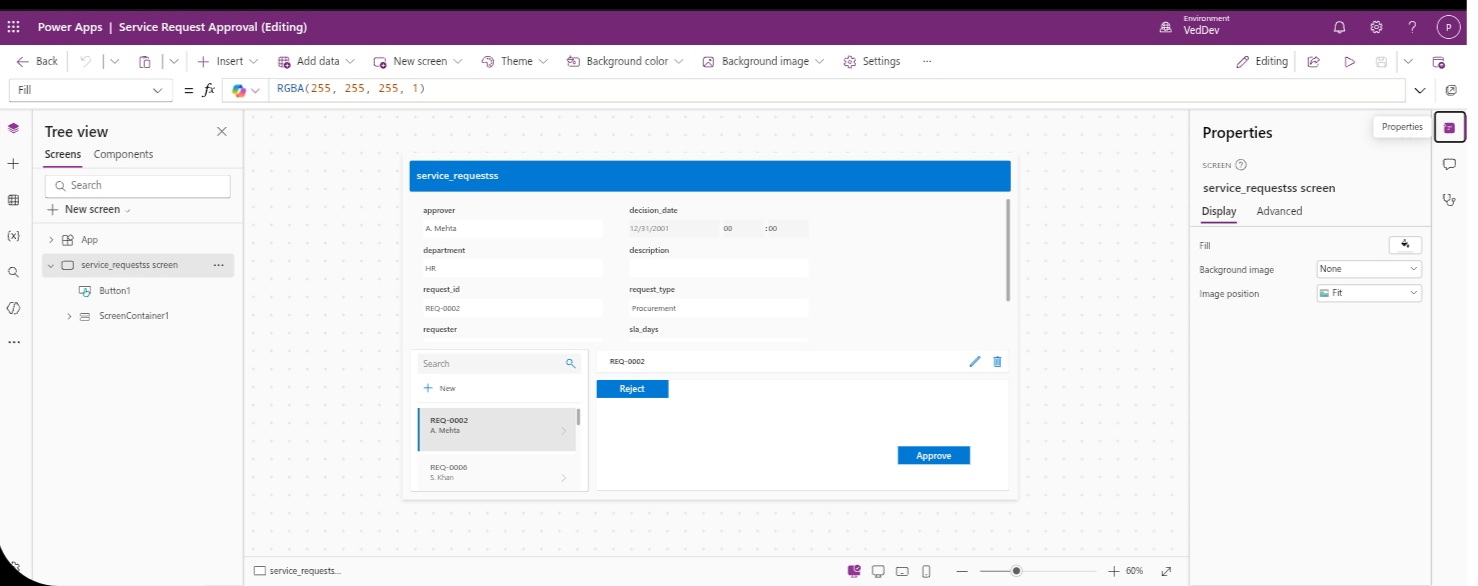 Power Apps | Service Request Approval (Editing)
Environment
VedDev
P
Back
Insert
Add data
New screen
Theme
Background color
Background image
Settings
...
Editing
Fill
= fx
RGBA(255, 255, 255, 1)
Tree view
Screens
Components
Search
New screen
App
service_requestss screen
...
Button1
ScreenContainer1
service_requestss
approver
decision_date
A. Mehta
12/31/2001
00
:00
department
description
HR
request_id
request_type
REQ-0002
Procurement
requester
sla_days
Search
REQ-0002
New
Reject
REQ-0002
A. Mehta
REQ-0006
S. Khan
Approve
Properties
Properties
SCREEN
service_requestss screen
Display
Advanced
Fill
Background image
None
Image position
Fit
service_requests...
60%